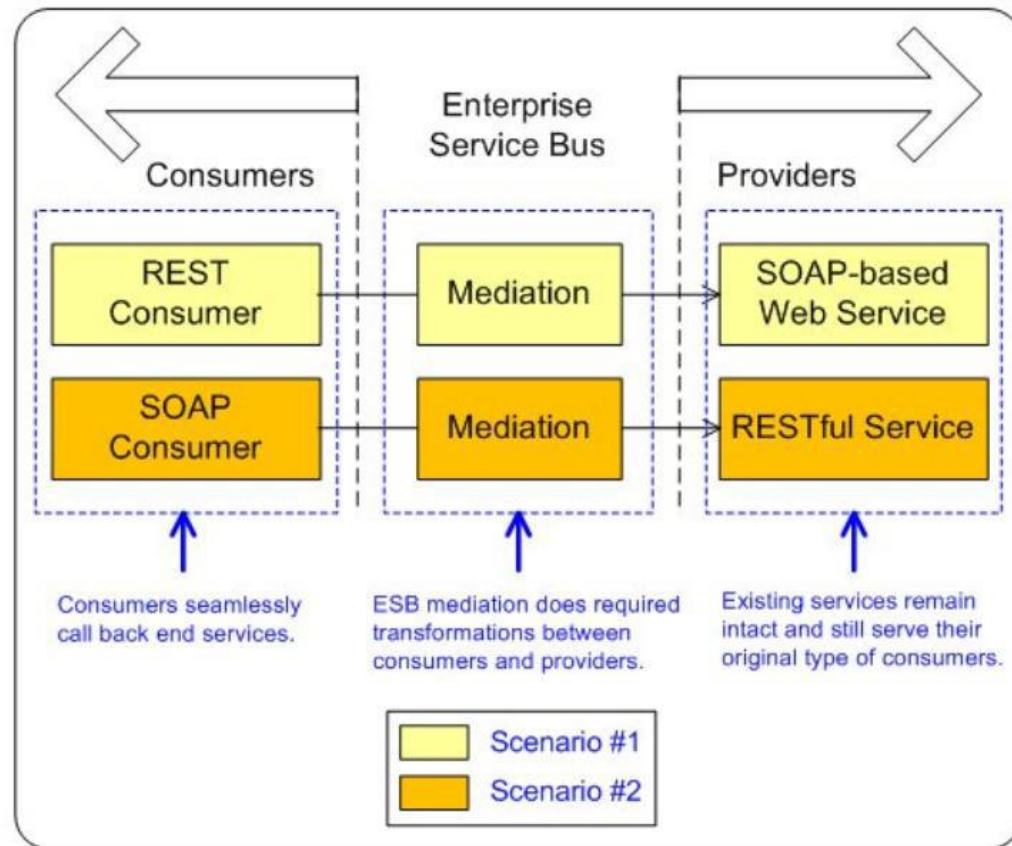 Enterprise
Service Bus
Consumers
Providers
REST
Consumer
Mediation
SOAP-based
Web Service
SOAP
Consumer
Mediation
RESTful Service
Consumers seamlessly
call back end services.
ESB mediation does required
transformations between
consumers and providers.
Existing services remain
intact and still serve their
original type of consumers.
Scenario #1
Scenario #2